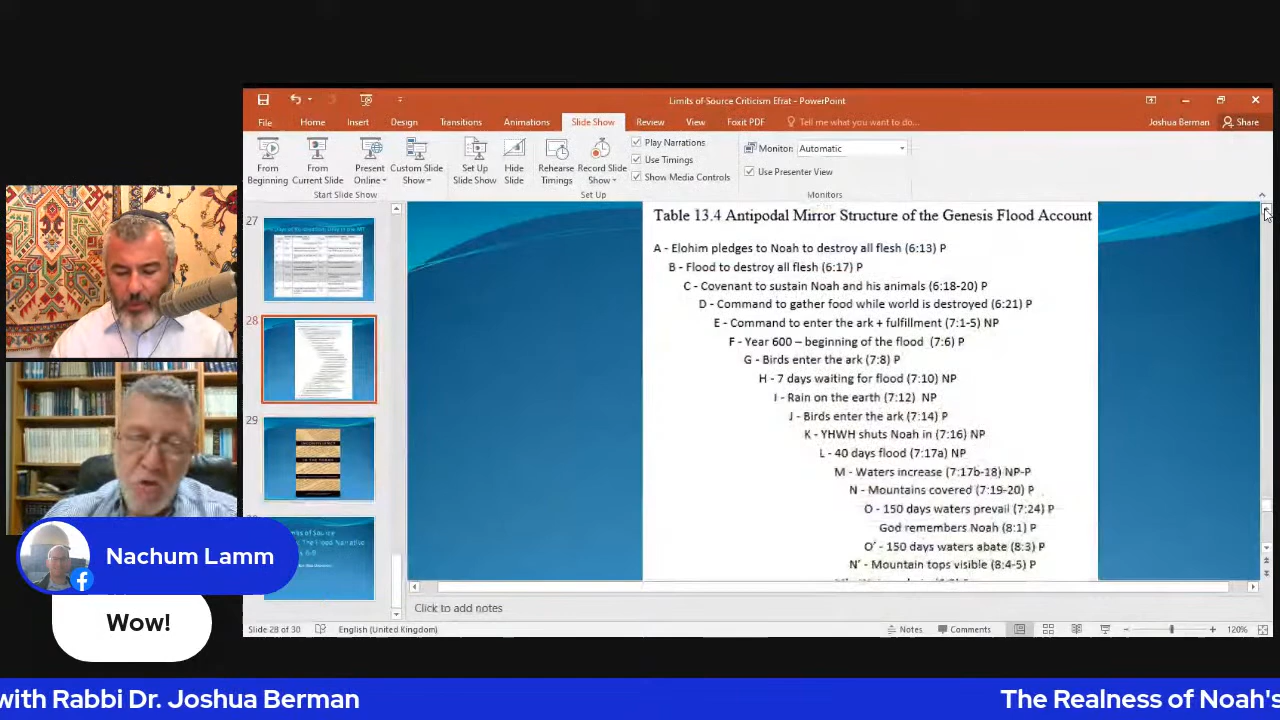 Limits of Source Criticism Efrat - PowerPoint
File Home Insert Design Transitions Animations Slide Show Review View Foxit PDF Tell me what you want to do... Joshua Berman Share
From Beginning
From Current Slide
Present Online
Custom Slide Show
Set Up Slide Show
Hide Slide
Rehearse Timings
Record Slide Show
Play Narrations
Use Timings
Show Media Controls
Monitor: Automatic
Use Presenter View
Start Slide Show
Set Up
Monitors
27
28
29
Table 13.4 Antipodal Mirror Structure of the Genesis Flood Account
A - Elohim pledges to Noah to destroy all flesh (6:13) P
B - Flood to destroy all flesh (6:17) P
C - Covenant to sustain Noah and his animals (6:18-20) P
D - Command to gather food while world is destroyed (6:21) P
E - Command to enter the ark + fulfillment (7:1-5) NP
F - Year 600 – beginning of the flood (7:6) P
G - Birds enter the ark (7:8) P
H - 7 days waiting for flood (7:10) NP
I - Rain on the earth (7:12) NP
J - Birds enter the ark (7:14) P
K - YHWH shuts Noah in (7:16) NP
L - 40 days flood (7:17a) NP
M - Waters increase (7:17b-18) NP-P
N - Mountains covered (7:19-20) P
O - 150 days waters prevail (7:24) P
God remembers Noah (8:1) P
O′ - 150 days waters abate (8:3) P
N′ - Mountain tops visible (8:4-5) P
Click to add notes
Slide 28 of 30 English (United Kingdom) Notes Comments 120%
Nachum Lamm
Wow!
with Rabbi Dr. Joshua Berman
The Realness of Noah's